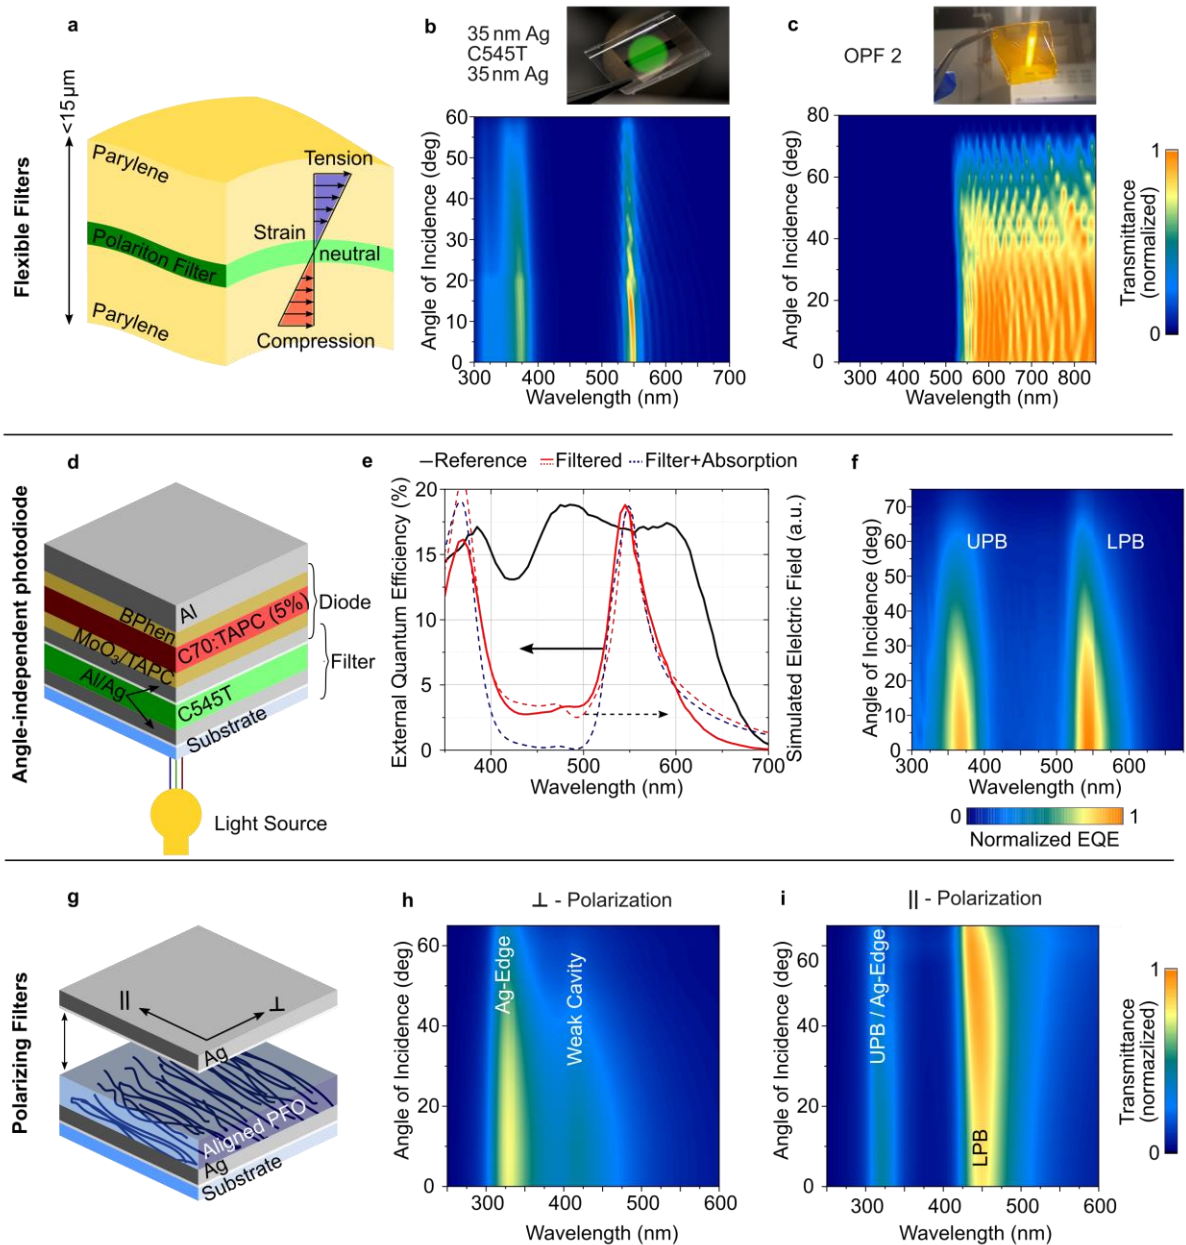 Flexible Filters
a
<15 µm
Parylene
Polariton Filter
Parylene
Tension
Strain
neutral
Compression
b
35 nm Ag
C545T
35 nm Ag
Angle of Incidence (deg)
60
50
40
30
20
10
0
300 400 500 600 700
Wavelength (nm)
c
OPF 2
Angle of Incidence (deg)
80
60
40
20
0
300 400 500 600 700 800
Wavelength (nm)
Transmittance
(normalized)
1
0
Angle-independent photodiode
d
Al
BPhen
C70:TAPC (5%)
MoO3/TAPC
Al/Ag
C545T
Substrate
Diode
Filter
Light Source
e
Reference Filtered Filter+Absorption
External Quantum Efficiency (%)
20
15
10
5
0
400 500 600 700
Wavelength (nm)
Simulated Elelctric Field (a.u.)
f
UPB LPB
Angle of Incidence (deg)
70
60
50
40
30
20
10
0
300 400 500 600
Wavelength (nm)
0 1
Normalized EQE
Polarizing Filters
g
|| ⊥
Ag
Aligned PFO
Ag
Substrate
h
⊥ - Polarization
Ag-Edge
Weak Cavity
Angle of Incidence (deg)
60
40
20
0
300 400 500 600
Wavelength (nm)
i
|| - Polarization
UPB / Ag-Edge
LPB
Angle of Incidence (deg)
60
40
20
0
300 400 500 600
Wavelength (nm)
Transmittance
(normazlized)
1
0